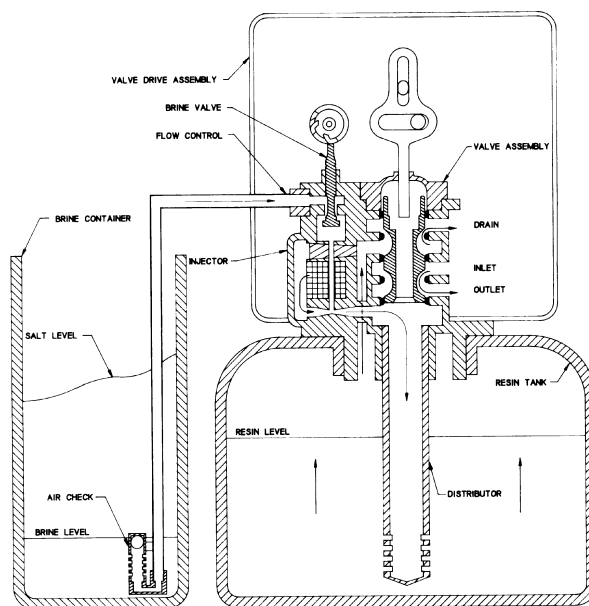 VALVE DRIVE ASSEMBLY
BRINE VALVE
FLOW CONTROL
VALVE ASSEMBLY
BRINE CONTAINER
DRAIN
INJECTOR
INLET
OUTLET
SALT LEVEL
RESIN TANK
RESIN LEVEL
AIR CHECK
DISTRIBUTOR
BRINE LEVEL